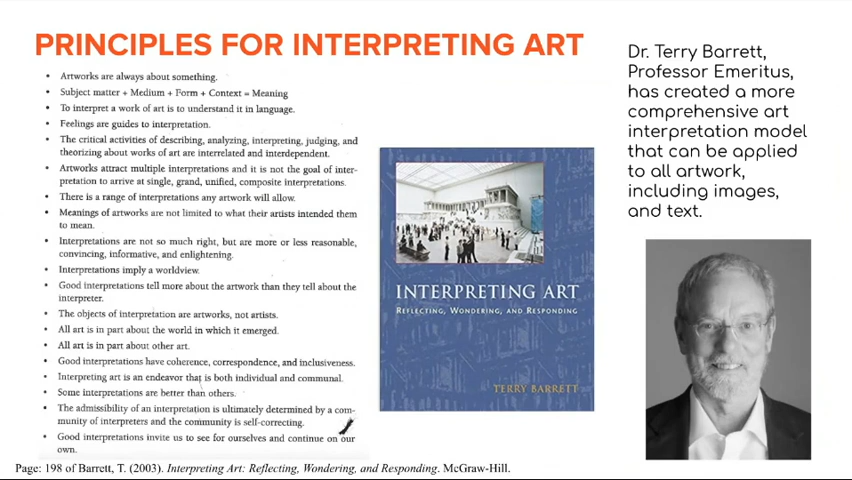 PRINCIPLES FOR INTERPRETING ART
• Artworks are always about something.
• Subject matter + Medium + Form + Context = Meaning
• To interpret a work of art is to understand it in language.
• Feelings are guides to interpretation.
• The critical activities of describing, analyzing, interpreting, judging, and
theorizing about works of art are interrelated and interdependent.
• Artworks attract multiple interpretations and it is not the goal of inter-
pretation to arrive at single, grand, unified, composite interpretations.
• There is a range of interpretations any artwork will allow.
• Meanings of artworks are not limited to what their artists intended them
to mean.
• Interpretations are not so much right, but are more or less reasonable,
convincing, informative, and enlightening.
• Interpretations imply a worldview.
• Good interpretations tell more about the artwork than they tell about the
interpreter.
• The objects of interpretation are artworks, not artists.
• All art is in part about the world in which it emerged.
• All art is in part about other art.
• Good interpretations have coherence, correspondence, and inclusiveness.
• Interpreting art is an endeavor that is both individual and communal.
• Some interpretations are better than others.
• The admissibility of an interpretation is ultimately determined by a com-
munity of interpreters and the community is self-correcting.
• Good interpretations invite us to see for ourselves and continue on our
own.
INTERPRETING ART
REFLECTING, WONDERING, AND RESPONDING
TERRY BARRETT
Dr. Terry Barrett,
Professor Emeritus,
has created a more
comprehensive art
interpretation model
that can be applied
to all artwork,
including images,
and text.
Page: 198 of Barrett, T. (2003). Interpreting Art: Reflecting, Wondering, and Responding. McGraw-Hill.